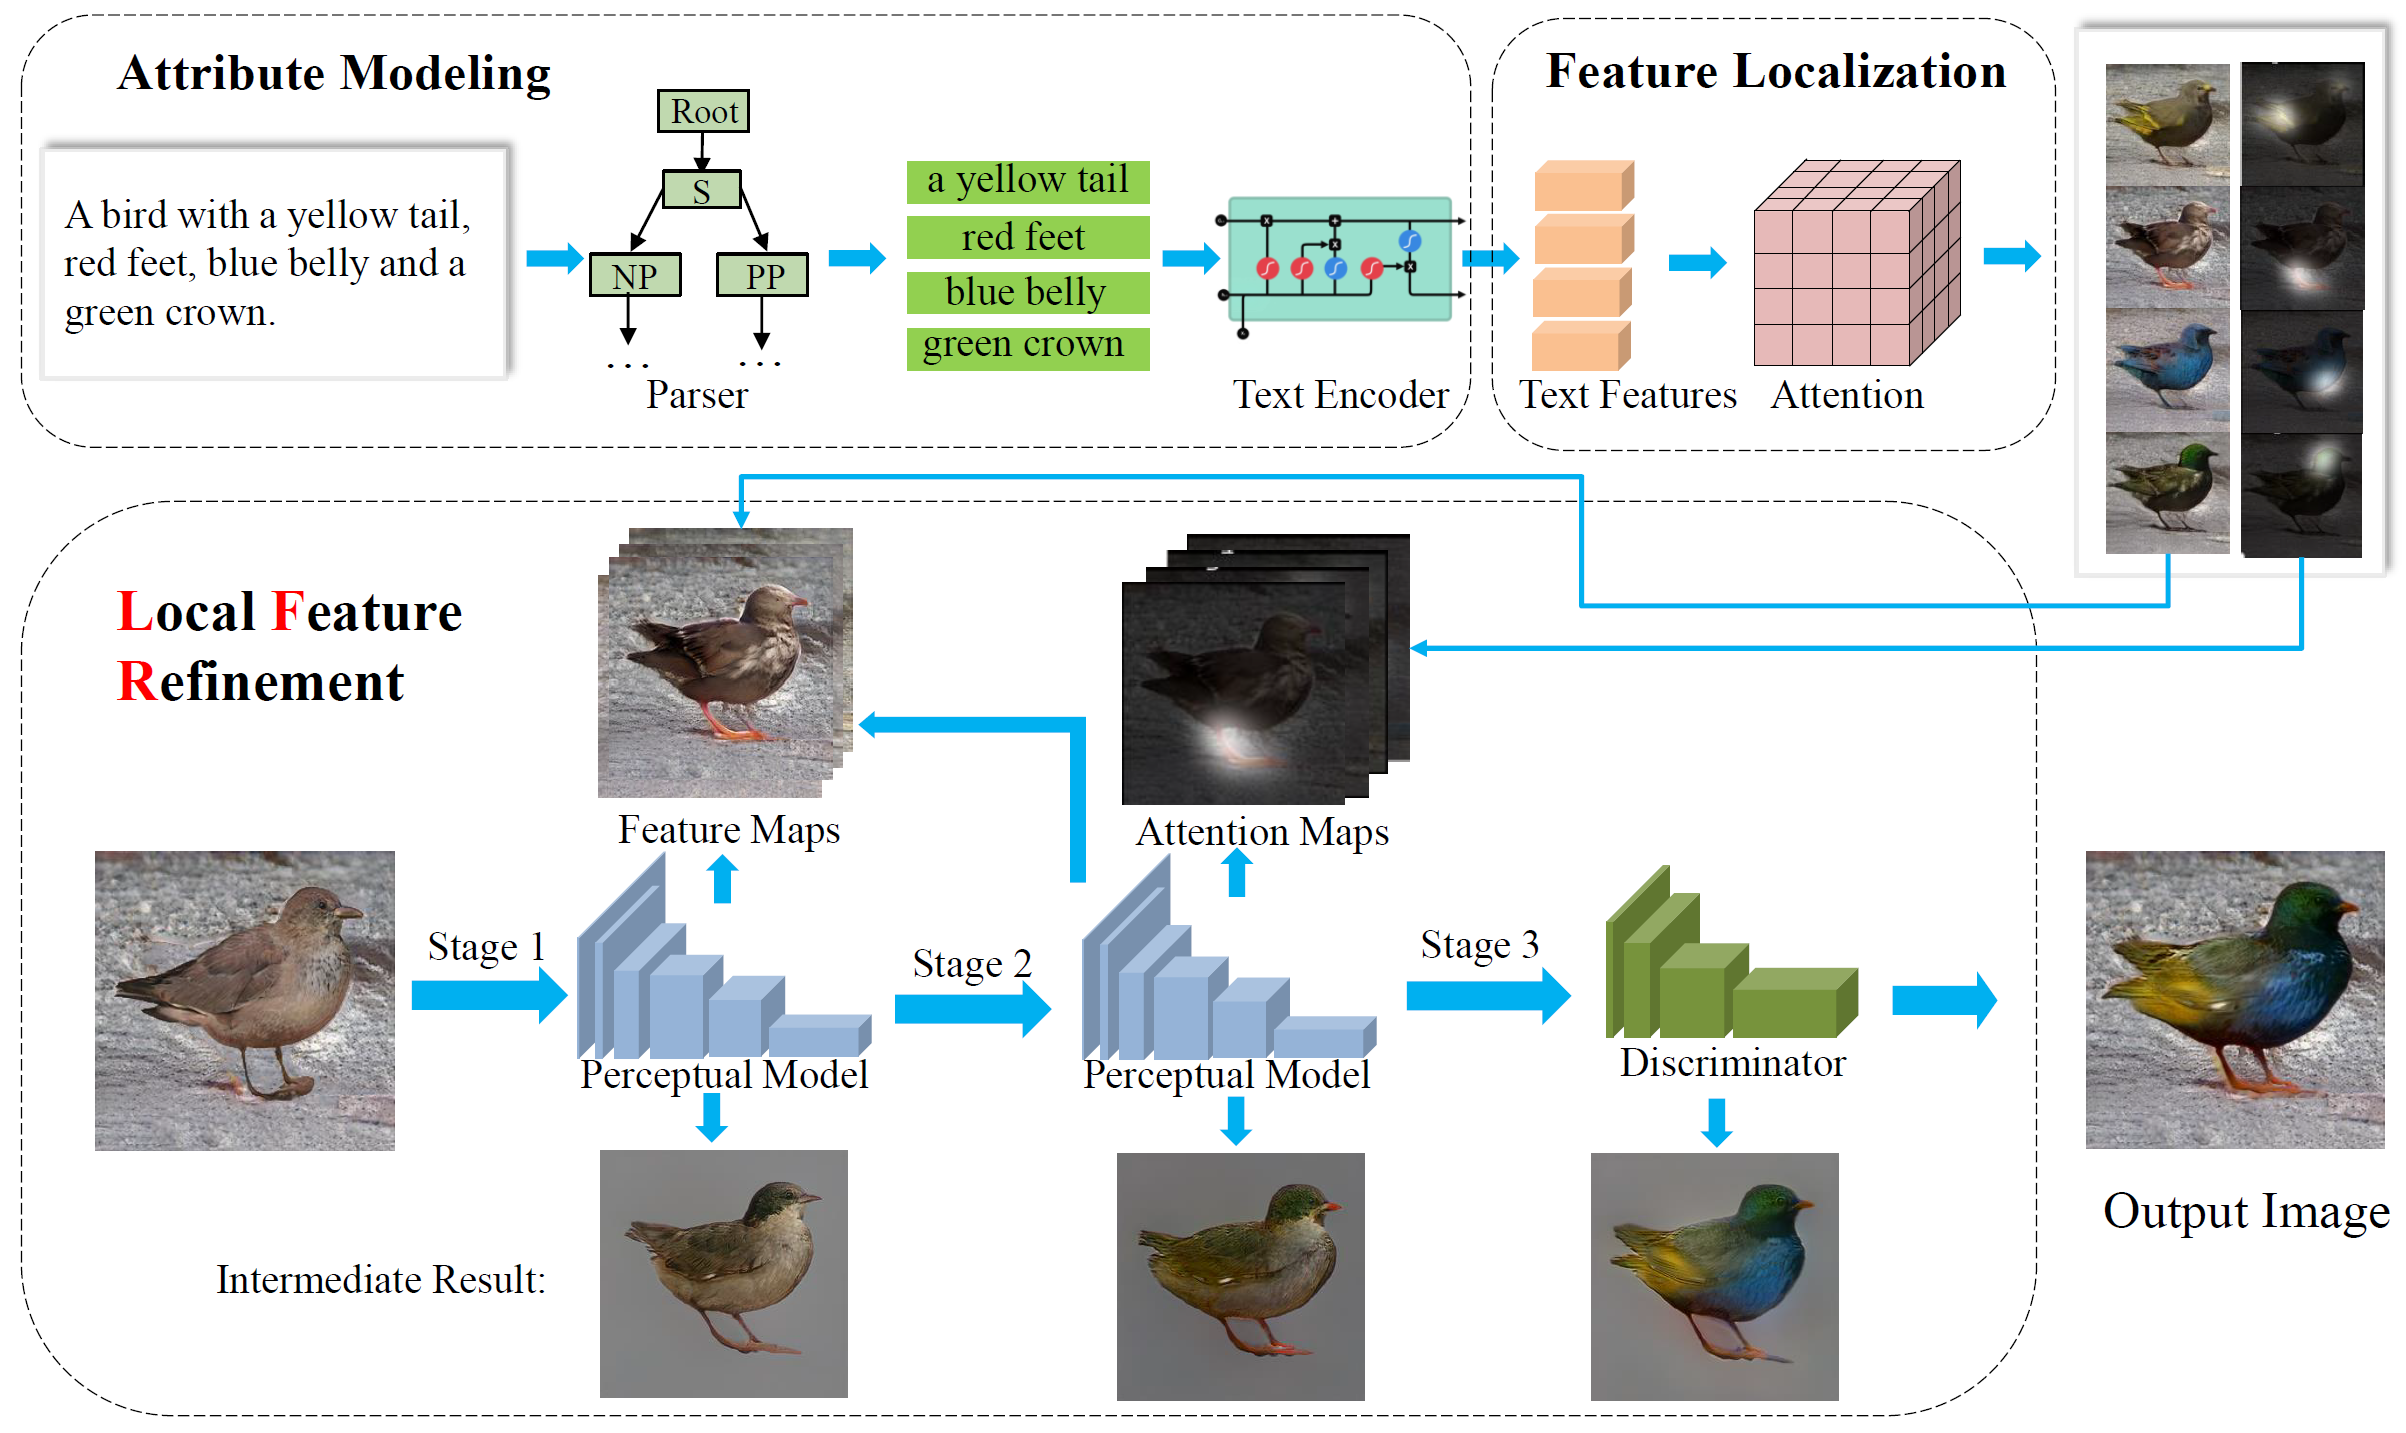 Attribute Modeling
A bird with a yellow tail,
red feet, blue belly and a
green crown.
Root
S
NP
PP
...
...
Parser
a yellow tail
red feet
blue belly
green crown
Text Encoder
Feature Localization
Text Features
Attention
Local Feature
Refinement
Feature Maps
Attention Maps
Stage 1
Perceptual Model
Stage 2
Perceptual Model
Stage 3
Discriminator
Intermediate Result:
Output Image